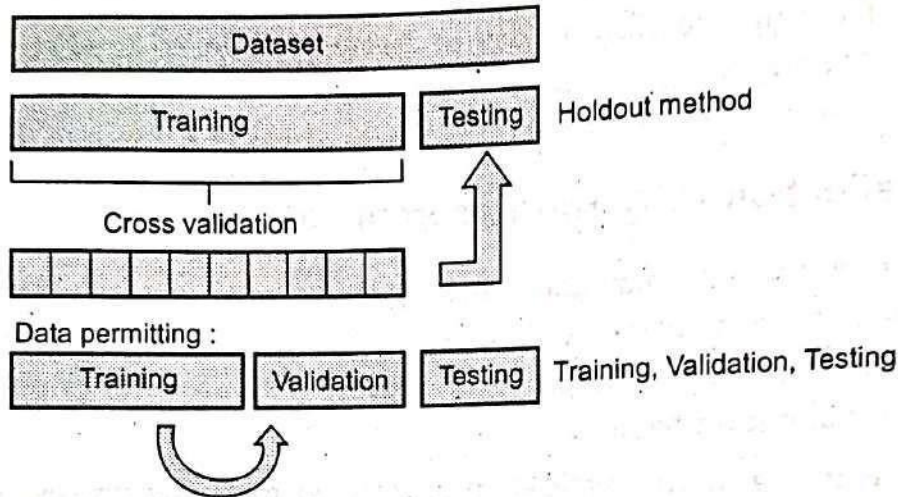 Dataset
Training Testing Holdout method
Cross validation
Data permitting :
Training Validation Testing Training, Validation, Testing